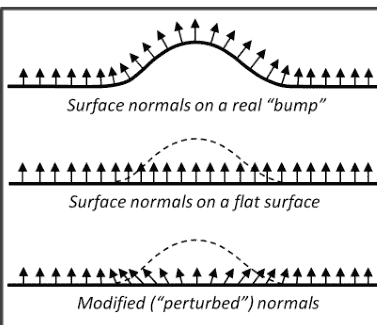 Surface normals on a real “bump”
Surface normals on a flat surface
Modified (“perturbed”) normals